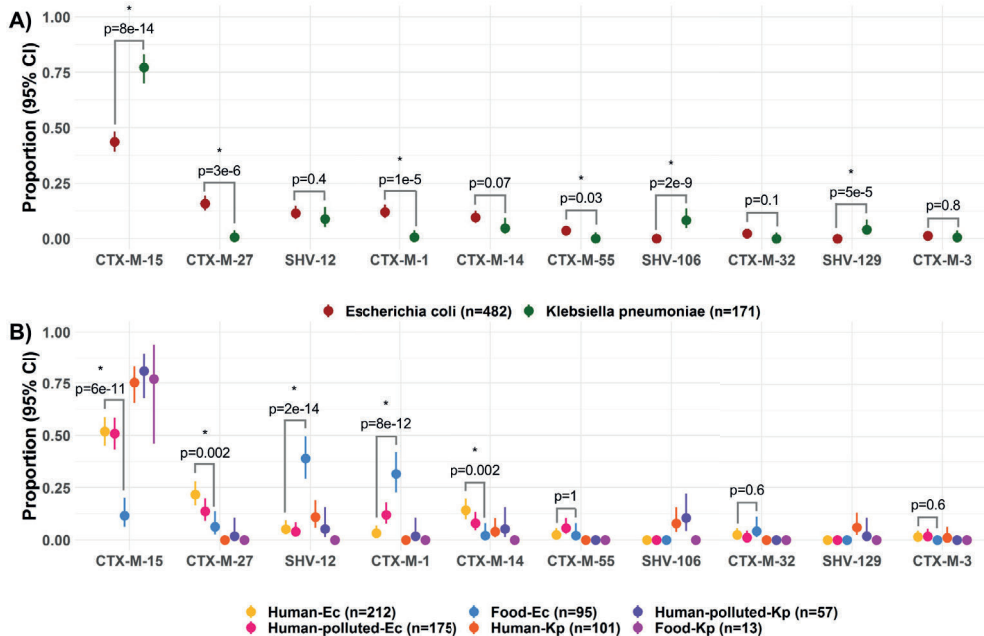 A)
Proportion (95% CI)
1.00
0.75
0.50
0.25
0.00
*
p=8e-14
*
p=3e-6
p=0.4
*
p=1e-5
p=0.07
*
p=0.03
*
p=2e-9
p=0.1
*
p=5e-5
p=0.8
CTX-M-15 CTX-M-27 SHV-12 CTX-M-1 CTX-M-14 CTX-M-55 SHV-106 CTX-M-32 SHV-129 CTX-M-3
Escherichia coli (n=482) Klebsiella pneumoniae (n=171)
B)
Proportion (95% CI)
1.00
0.75
0.50
0.25
0.00
*
p=6e-11
*
p=0.002
*
p=2e-14
*
p=8e-12
*
p=0.002
p=1
p=0.6
p=0.6
CTX-M-15 CTX-M-27 SHV-12 CTX-M-1 CTX-M-14 CTX-M-55 SHV-106 CTX-M-32 SHV-129 CTX-M-3
Human-Ec (n=212) Food-Ec (n=95) Human-polluted-Kp (n=57)
Human-polluted-Ec (n=175) Human-Kp (n=101) Food-Kp (n=13)